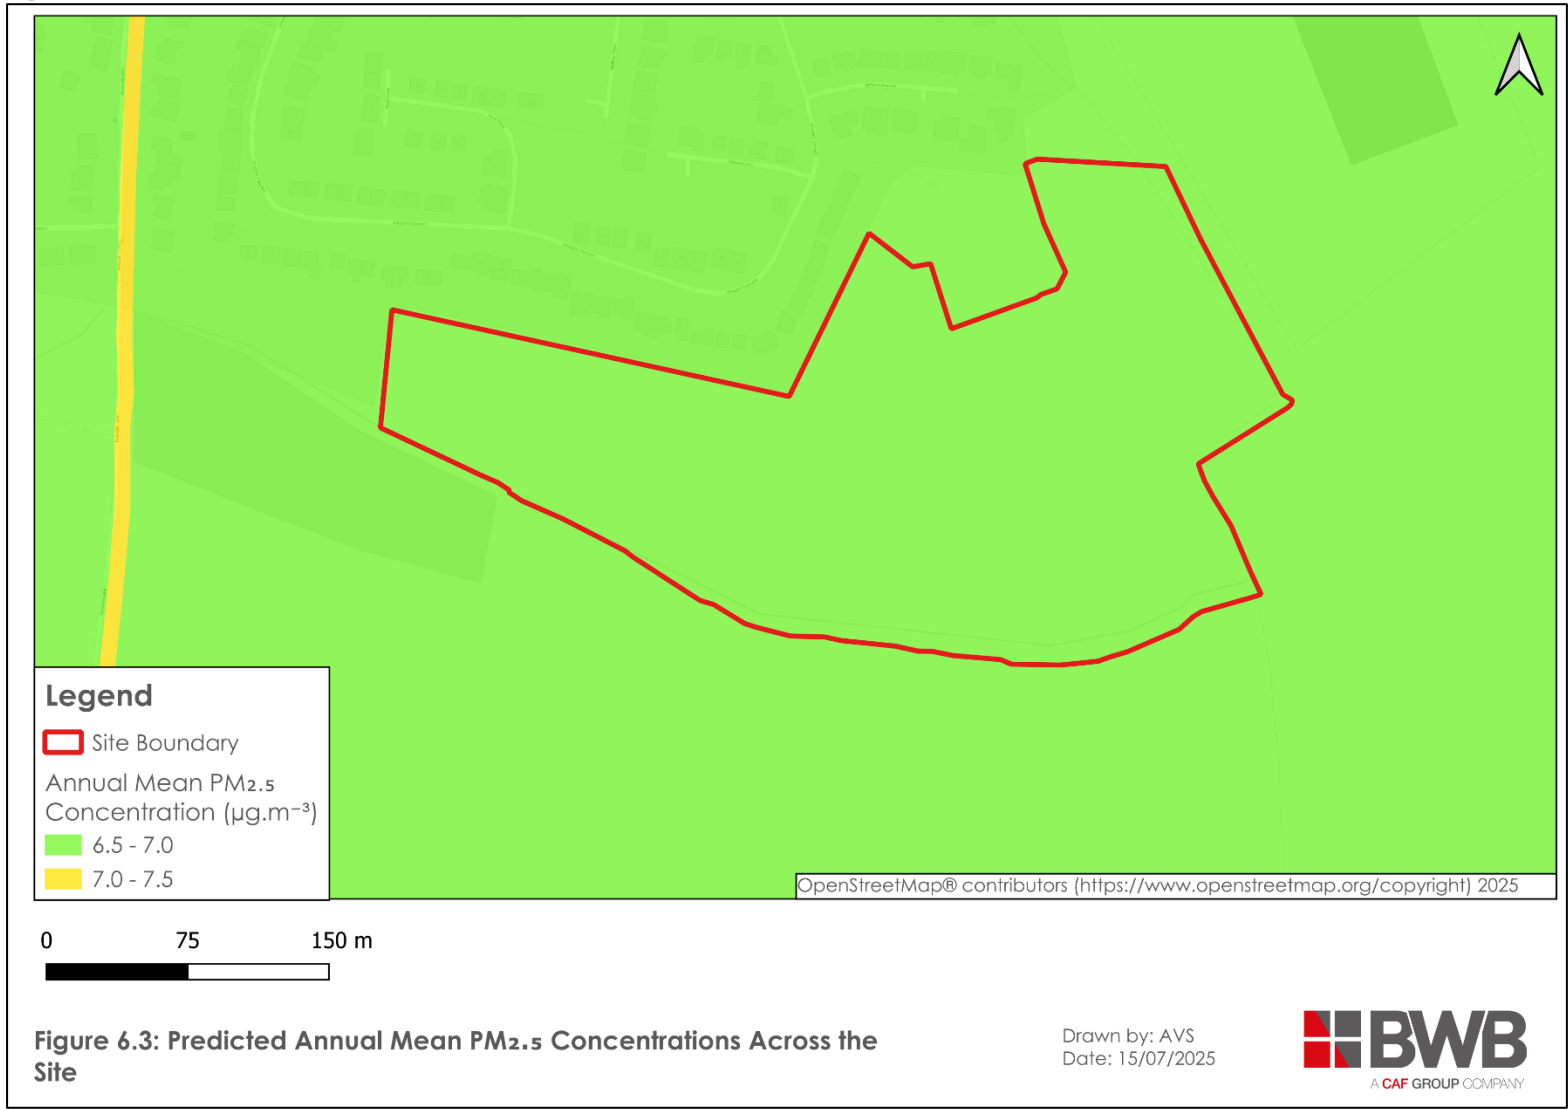 Legend
Site Boundary
Annual Mean PM₂.₅
Concentration (µg.m⁻³)
6.5 - 7.0
7.0 - 7.5
OpenStreetMap® contributors (https://www.openstreetmap.org/copyright) 2025
0 75 150 m
Figure 6.3: Predicted Annual Mean PM₂.₅ Concentrations Across the
Site
Drawn by: AVS
Date: 15/07/2025
BWB
A CAF GROUP COMPANY